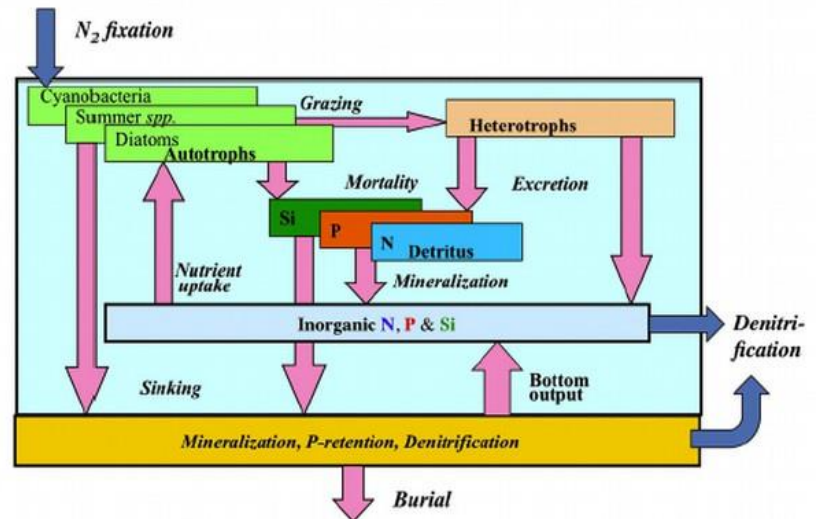 N2 fixation
Cyanobacteria
Summer spp.
Diatoms
Autotrophs
Grazing
Heterotrophs
Mortality
Excretion
Si
P
N
Detritus
Nutrient
uptake
Mineralization
Inorganic N, P & Si
Denitri-
fication
Sinking
Bottom
output
Mineralization, P-retention, Denitrification
Burial